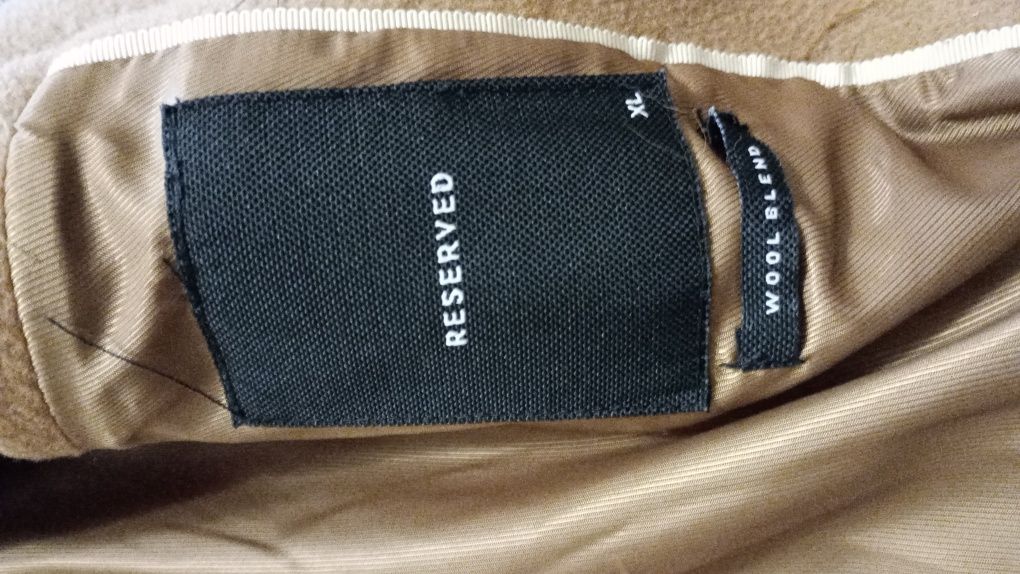 RESERVED
XL
WOOL BLEND